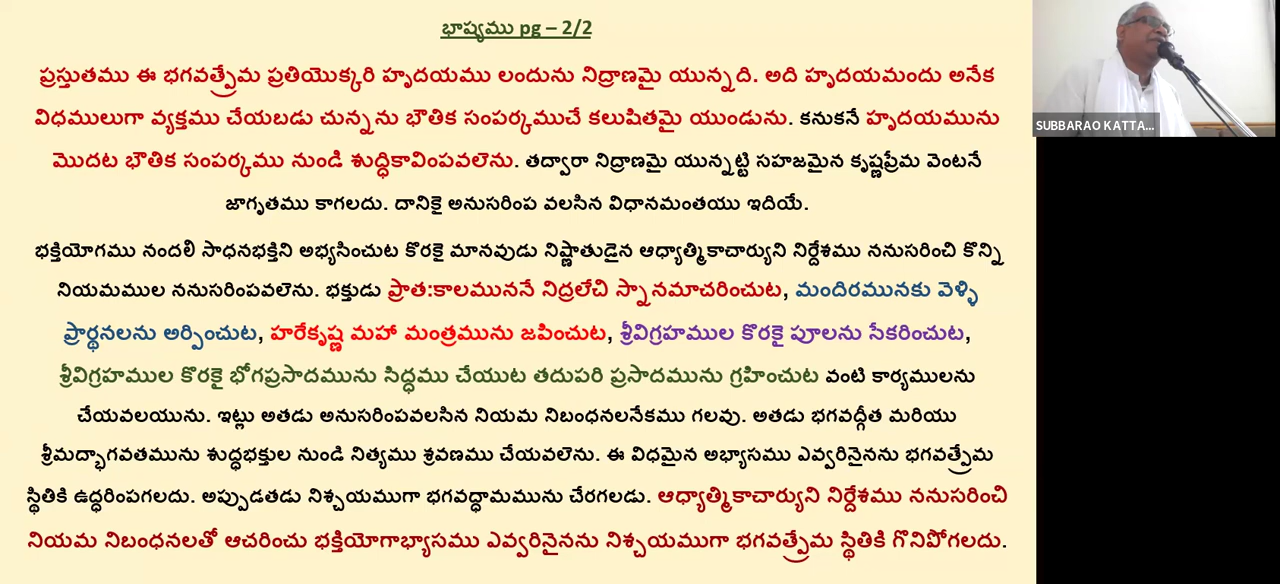 భాష్యము pg – 2/2
ప్రస్తుతము ఈ భగవత్ప్రేమ ప్రతియొక్కరి హృదయము లందును నిద్రాణమై యున్నది. అది హృదయమందు అనేక
విధములుగా వ్యక్తము చేయబడు చున్నను భౌతిక సంపర్కముచే కలుషితమై యుండును. కనుకనే హృదయమును
మొదట భౌతిక సంపర్కము నుండి శుద్ధికావింపవలెను. తద్వారా నిద్రాణమై యున్నట్టి సహజమైన కృష్ణప్రేమ వెంటనే
జాగృతము కాగలదు. దానికై అనుసరింప వలసిన విధానమంతయు ఇదియే.
భక్తియోగము నందలి సాధనభక్తిని అభ్యసించుట కొరకై మానవుడు నిష్ణాతుడైన ఆధ్యాత్మికాచార్యుని నిర్దేశము ననుసరించి కొన్ని
నియమముల ననుసరింపవలెను. భక్తుడు ప్రాత:కాలముననే నిద్రలేచి స్నానమాచరించుట, మందిరమునకు వెళ్ళి
ప్రార్థనలను అర్పించుట, హరేకృష్ణ మహా మంత్రమును జపించుట, శ్రీవిగ్రహముల కొరకై పూలను సేకరించుట,
శ్రీవిగ్రహముల కొరకై భోగప్రసాదమును సిద్ధము చేయుట తదుపరి ప్రసాదమును గ్రహించుట వంటి కార్యములను
చేయవలయును. ఇట్లు అతడు అనుసరింపవలసిన నియమ నిబంధనలనేకము గలవు. అతడు భగవద్గీత మరియు
శ్రీమద్భాగవతమును శుద్ధభక్తుల నుండి నిత్యము శ్రవణము చేయవలెను. ఈ విధమైన అభ్యాసము ఎవ్వరినైనను భగవత్ప్రేమ
స్థితికి ఉద్ధరింపగలదు. అప్పుడతడు నిశ్చయముగా భగవద్ధామమును చేరగలడు. ఆధ్యాత్మికాచార్యుని నిర్దేశము ననుసరించి
నియమ నిబంధనలతో ఆచరించు భక్తియోగాభ్యాసము ఎవ్వరినైనను నిశ్చయముగా భగవత్ప్రేమ స్థితికి గొనిపోగలదు.
SUBBARAO KATTA...